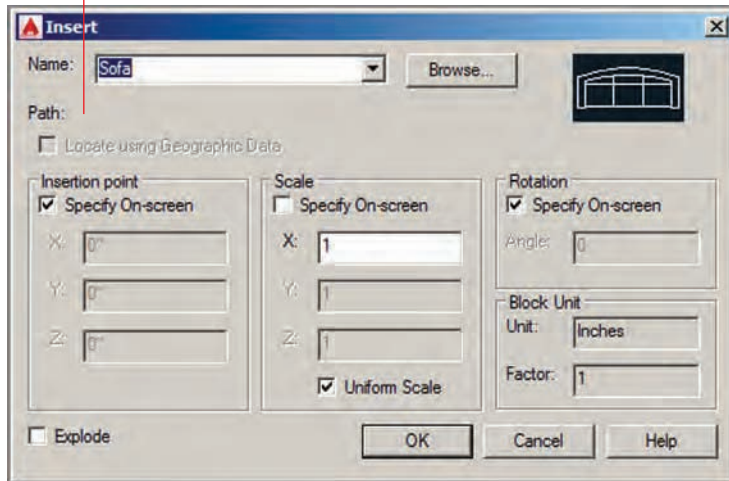 Insert
Name: Sofa Browse...
Path:
Locate using Geographic Data
Insertion point
Specify On-screen
X: 0"
Y: 0"
Z: 0"
Scale
Specify On-screen
X: 1
Y: 1
Z: 1
Uniform Scale
Rotation
Specify On-screen
Angle: 0
Block Unit
Unit: Inches
Factor: 1
Explode
OK Cancel Help